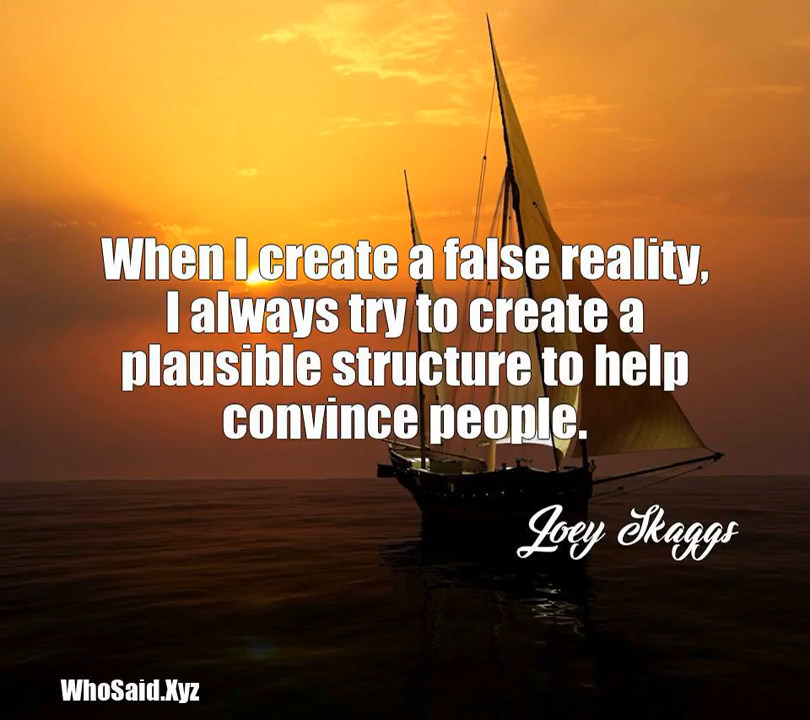 When I create a false reality,
I always try to create a
plausible structure to help
convince people.
Joey Skaggs
WhoSaid.Xyz